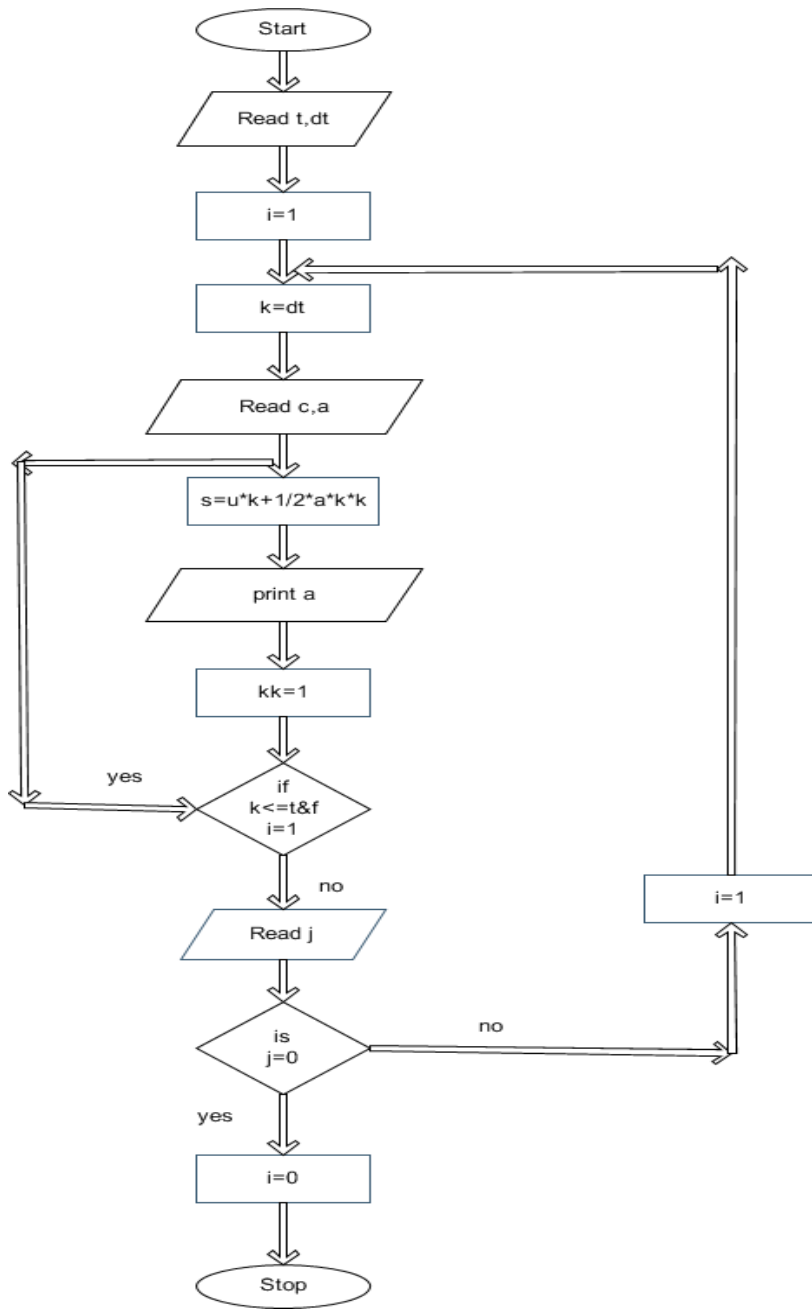 Start
Read t,dt
i=1
k=dt
Read c,a
s=u*k+1/2*a*k*k
print a
kk=1
yes
if
k<=t&f
i=1
no
i=1
Read j
is
j=0
no
yes
i=0
Stop